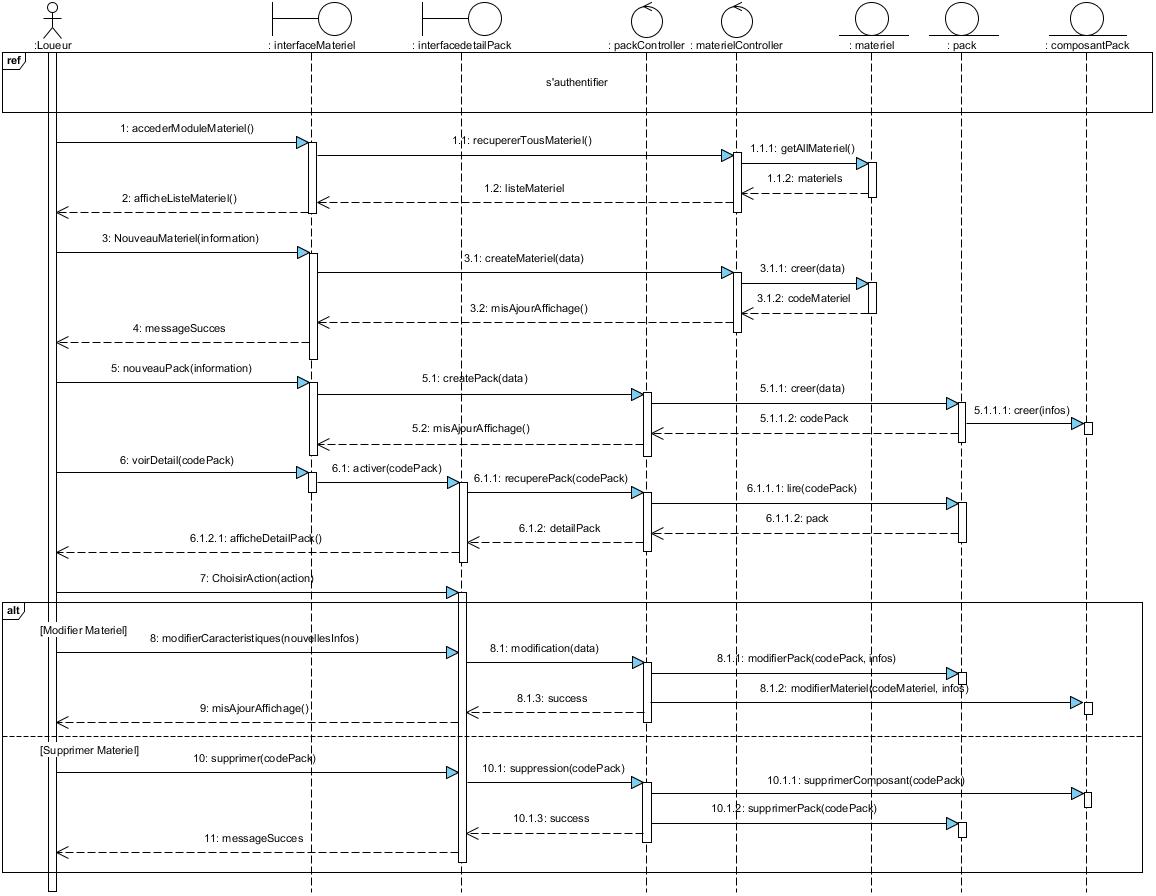 :Loueur
: interfaceMateriel
: interfacedetailPack
: packController
: materielController
: materiel
: pack
: composantPack
ref
s'authentifier
1: accederModuleMateriel()
1.1: recupererTousMateriel()
1.1.1: getAllMateriel()
1.1.2: materiels
1.2: listeMateriel
2: afficheListeMateriel()
3: NouveauMateriel(information)
3.1: createMateriel(data)
3.1.1: creer(data)
3.1.2: codeMateriel
3.2: misAjourAffichage()
4: messageSucces
5: nouveauPack(information)
5.1: createPack(data)
5.1.1: creer(data)
5.1.1.1: creer(infos)
5.1.1.2: codePack
5.2: misAjourAffichage()
6: voirDetail(codePack)
6.1: activer(codePack)
6.1.1: recuperePack(codePack)
6.1.1.1: lire(codePack)
6.1.1.2: pack
6.1.2: detailPack
6.1.2.1: afficheDetailPack()
7: ChoisirAction(action)
alt
[Modifier Materiel]
8: modifierCaracteristiques(nouvellesInfos)
8.1: modification(data)
8.1.1: modifierPack(codePack, infos)
8.1.2: modifierMateriel(codeMateriel, infos)
8.1.3: success
9: misAjourAffichage()
[Supprimer Materiel]
10: supprimer(codePack)
10.1: suppression(codePack)
10.1.1: supprimerComposant(codePack)
10.1.2: supprimerPack(codePack)
10.1.3: success
11: messageSucces